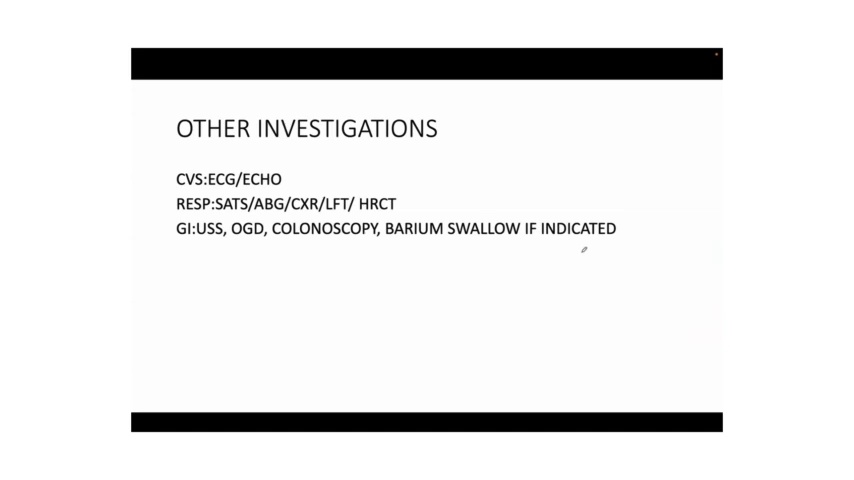 OTHER INVESTIGATIONS
CVS:ECG/ECHO
RESP:SATS/ABG/CXR/LFT/ HRCT
GI:USS, OGD, COLONOSCOPY, BARIUM SWALLOW IF INDICATED